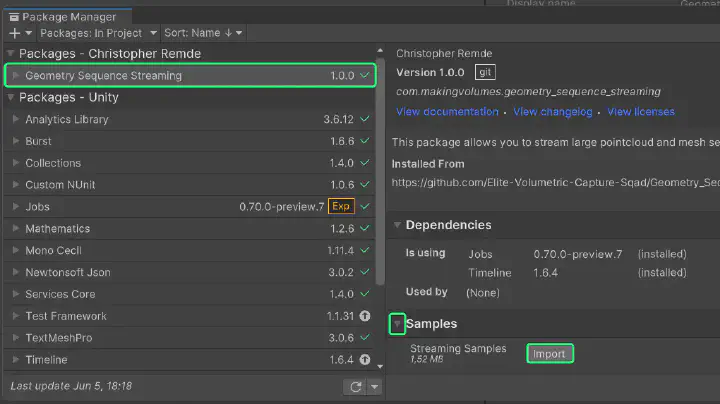 Display name
Geometry
Package Manager
Packages: In Project
Sort: Name ↓
Packages - Christopher Remde
Geometry Sequence Streaming 1.0.0
Packages - Unity
Analytics Library 3.6.12
Burst 1.6.6
Collections 1.4.0
Custom NUnit 1.0.6
Jobs 0.70.0-preview.7 Exp
Mathematics 1.2.6
Mono Cecil 1.11.4
Newtonsoft Json 3.0.2
Services Core 1.4.0
Test Framework 1.1.31
TextMeshPro 3.0.6
Timeline 1.6.4
Last update Jun 5, 18:18
Christopher Remde
Version 1.0.0 git
com.makingvolumes.geometry_sequence_streaming
View documentation • View changelog • View licenses
This package allows you to stream large pointcloud and mesh se
Installed From
https://github.com/Elite-Volumetric-Capture-Sqad/Geometry_Seq
Dependencies
Is using Jobs 0.70.0-preview.7 (installed)
Timeline 1.6.4 (installed)
Used by (None)
Samples
Streaming Samples Import
1,52 MB